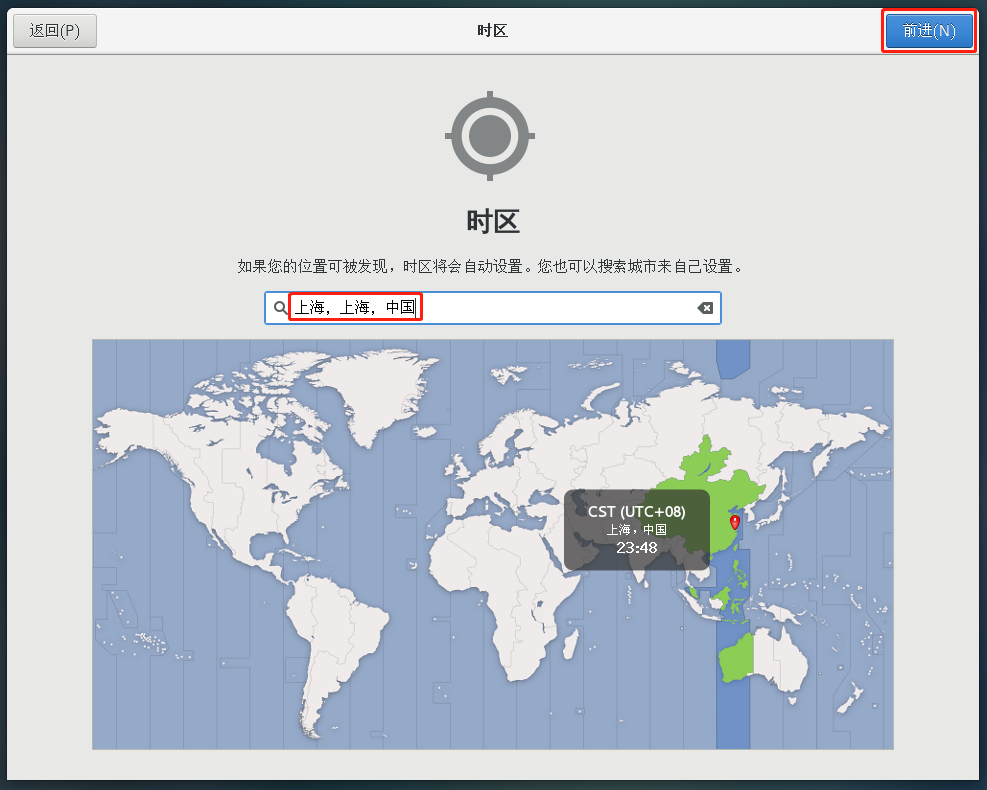 返回(P)
时区
前进(N)
时区
如果您的位置可被发现，时区将会自动设置。您也可以搜索城市来自己设置。
上海，上海，中国
CST (UTC+08)
上海，中国
23:48